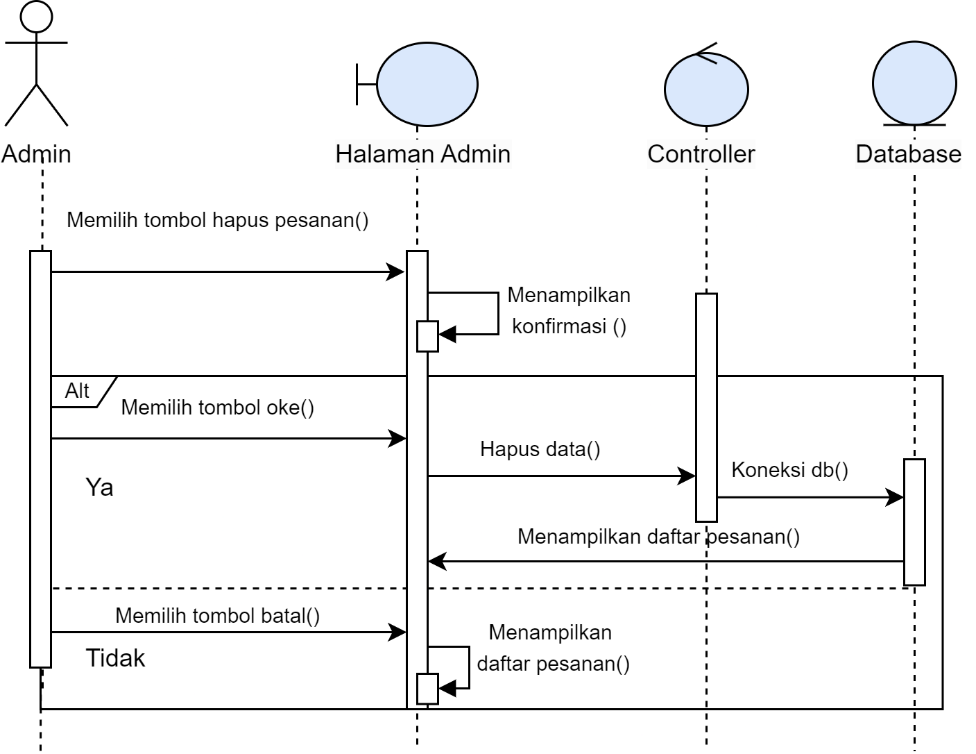 Admin
Halaman Admin
Controller
Database
Memilih tombol hapus pesanan()
Menampilkan
konfirmasi ()
Alt
Memilih tombol oke()
Hapus data()
Koneksi db()
Ya
Menampilkan daftar pesanan()
Memilih tombol batal()
Menampilkan
daftar pesanan()
Tidak